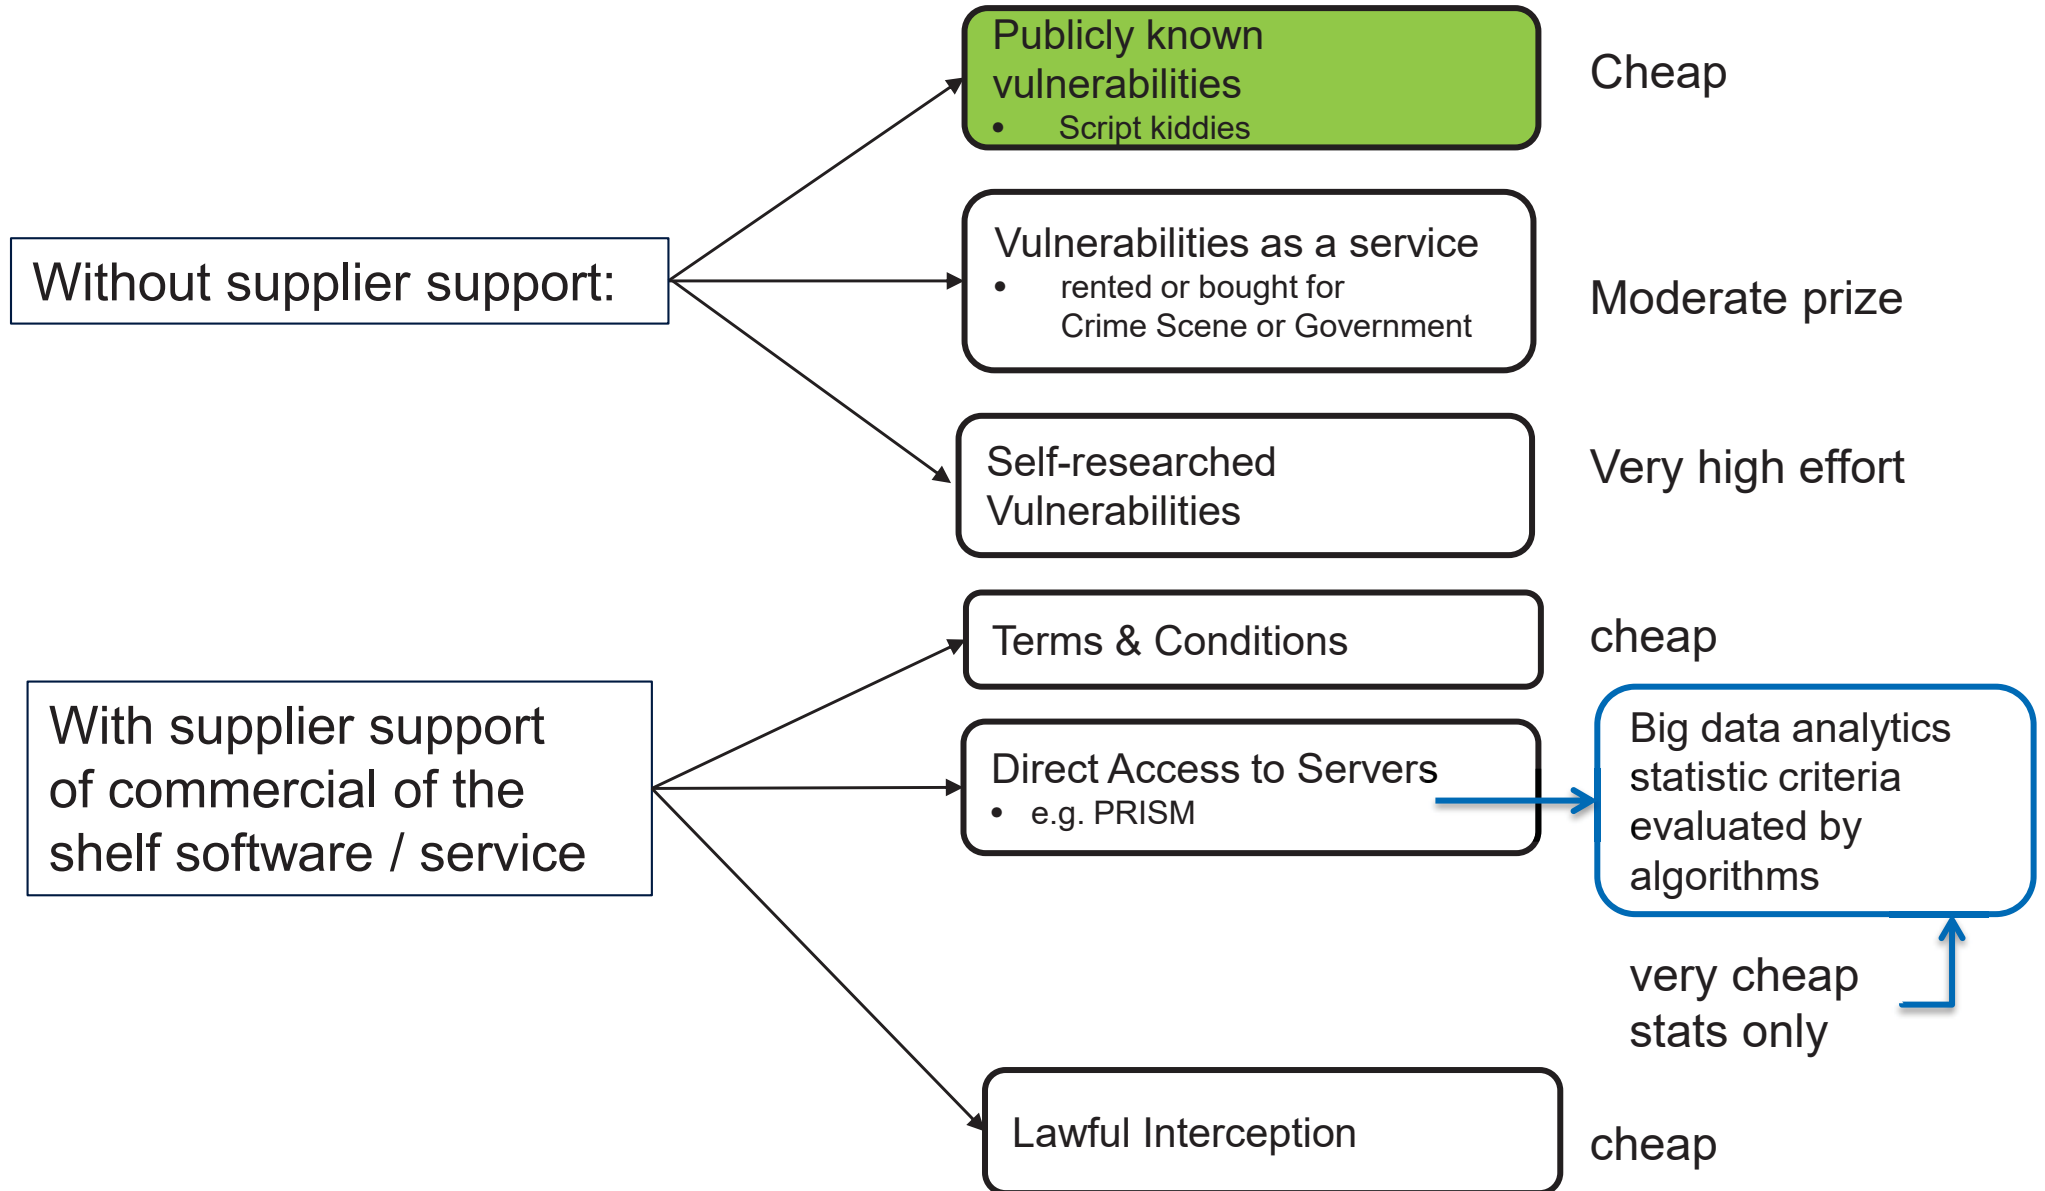 Publicly known
vulnerabilities
• Script kiddies
Cheap
Without supplier support:
Vulnerabilities as a service
• rented or bought for
Crime Scene or Government
Moderate prize
Self-researched
Vulnerabilities
Very high effort
Terms & Conditions
cheap
With supplier support
of commercial of the
shelf software / service
Direct Access to Servers
• e.g. PRISM
Big data analytics
statistic criteria
evaluated by
algorithms
very cheap
stats only
Lawful Interception
cheap